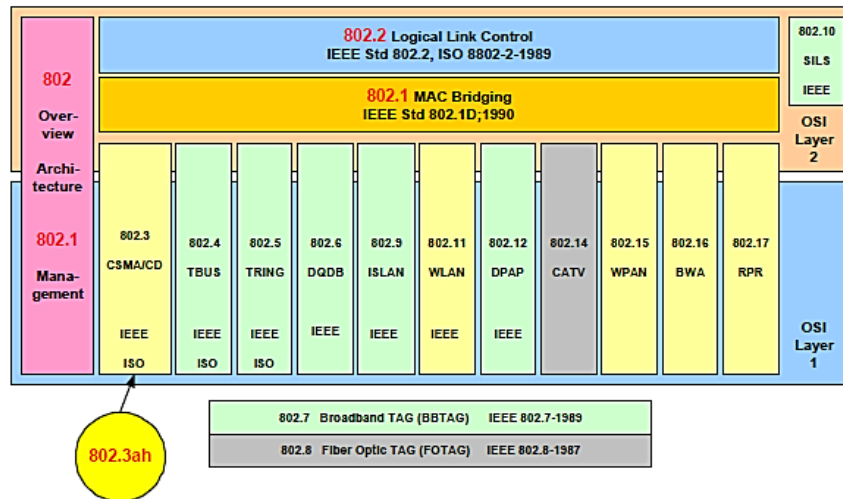 802
Over-
view
Archi-
tecture
802.1
Mana-
gement
802.2 Logical Link Control
IEEE Std 802.2, ISO 8802-2-1989
802.1 MAC Bridging
IEEE Std 802.1D;1990
802.10
SILS
IEEE
OSI
Layer
2
802.3
CSMA/CD
IEEE
ISO
802.4
TBUS
IEEE
ISO
802.5
TRING
IEEE
ISO
802.6
DQDB
IEEE
802.9
ISLAN
IEEE
802.11
WLAN
IEEE
802.12
DPAP
IEEE
802.14
CATV
802.15
WPAN
802.16
BWA
802.17
RPR
OSI
Layer
1
802.3ah
802.7 Broadband TAG (BBTAG) IEEE 802.7-1989
802.8 Fiber Optic TAG (FOTAG) IEEE 802.8-1987